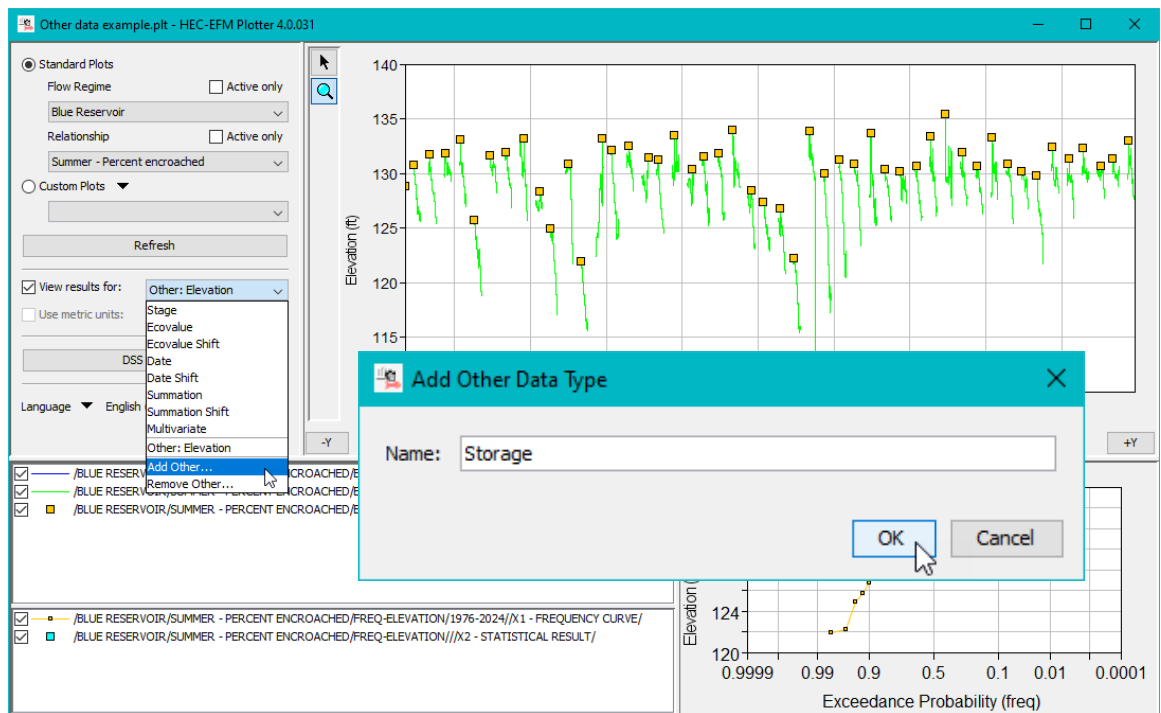 Other data example.plt - HEC-EFM Plotter 4.0.031
Standard Plots
Flow Regime
Active only
Blue Reservoir
Relationship
Active only
Summer - Percent encroached
Custom Plots
Refresh
View results for:
Other: Elevation
Use metric units:
Stage
Ecovalue
Ecovalue Shift
Date
Date Shift
Summation
Summation Shift
Multivariate
Other: Elevation
Add Other...
Remove Other...
DSS
Language
English
140
135
130
125
120
115
Elevation (ft)
-Y
+Y
Add Other Data Type
Name:
Storage
OK
Cancel
/BLUE RESERV
NCROACHED/E
/BLUE RESERVOIR/SUMMER - PERCENT ENCROACHED/E
/BLUE RESERVOIR/SUMMER - PERCENT ENCROACHED/E
/BLUE RESERVOIR/SUMMER - PERCENT ENCROACHED/FREQ-ELEVATION/1976-2024//X1 - FREQUENCY CURVE/
/BLUE RESERVOIR/SUMMER - PERCENT ENCROACHED/FREQ-ELEVATION///X2 - STATISTICAL RESULT/
Elevation (
124
120
0.9999 0.99 0.9 0.5 0.1 0.01 0.0001
Exceedance Probability (freq)